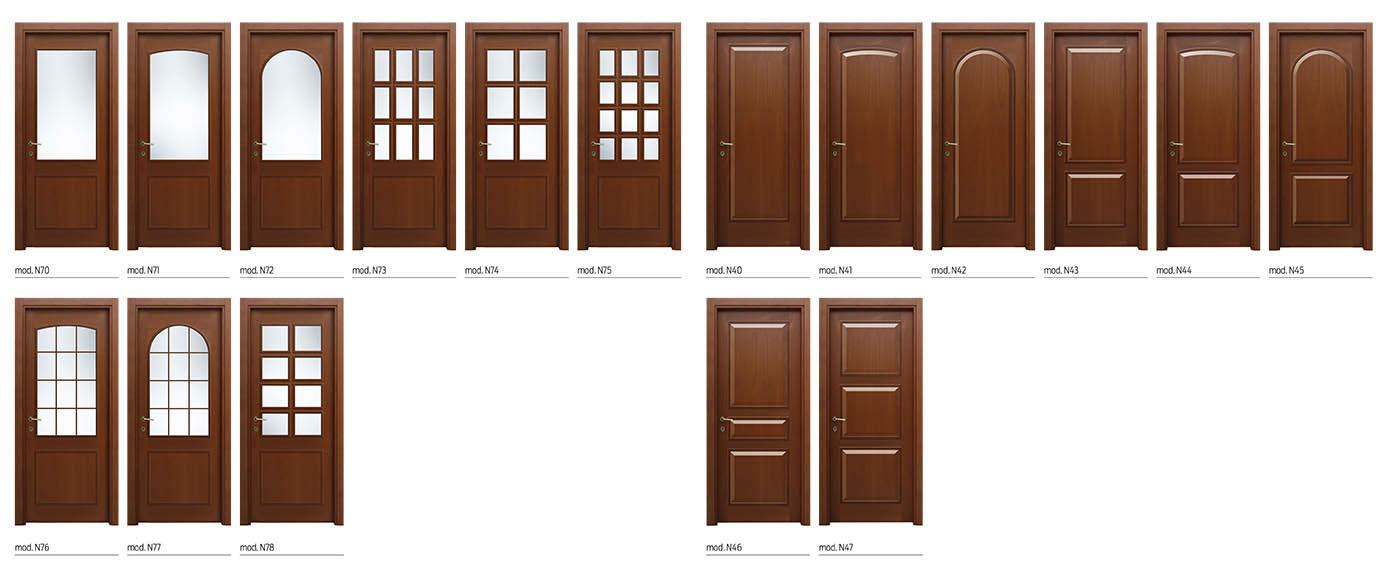 mod. N70
mod. N71
mod. N72
mod. N73
mod. N74
mod. N75
mod. N40
mod. N41
mod. N42
mod. N43
mod. N44
mod. N45
mod. N76
mod. N77
mod. N78
mod. N46
mod. N47